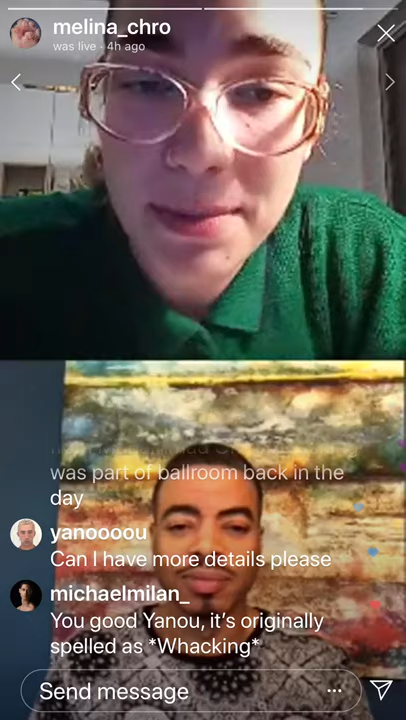 melina_chro
was live · 4h ago
was part of ballroom back in the
day
yanoooou
Can I have more details please
michaelmilan_
You good Yanou, it's originally
spelled as *Whacking*
Send message